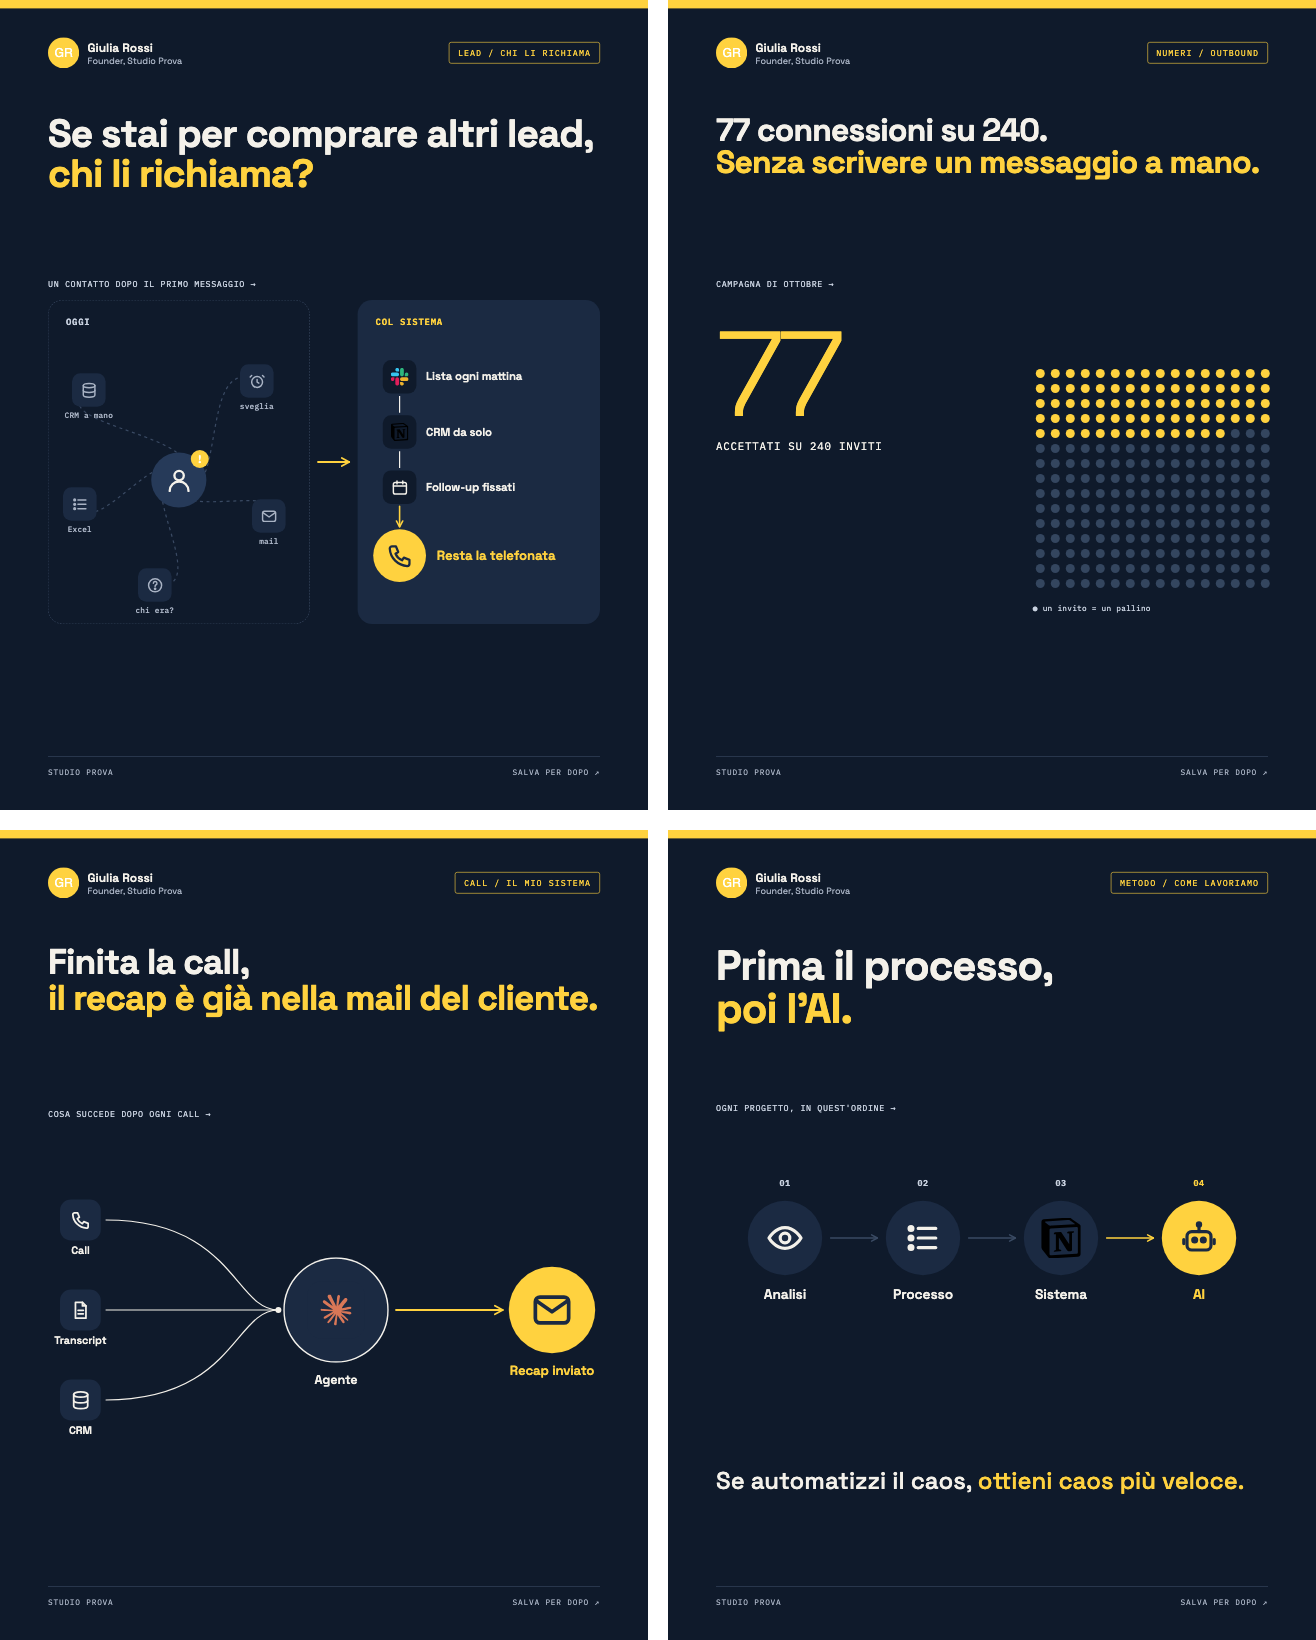 GR
Giulia Rossi
Founder, Studio Prova
LEAD / CHI LI RICHIAMA
Se stai per comprare altri lead,
chi li richiama?
UN CONTATTO DOPO IL PRIMO MESSAGGIO →
OGGI
CRM a mano
sveglia
!
Excel
mail
chi era?
COL SISTEMA
Lista ogni mattina
N
CRM da solo
Follow-up fissati
Resta la telefonata
STUDIO PROVA
SALVA PER DOPO ↗
GR
Giulia Rossi
Founder, Studio Prova
NUMERI / OUTBOUND
77 connessioni su 240.
Senza scrivere un messaggio a mano.
CAMPAGNA DI OTTOBRE →
77
ACCETTATI SU 240 INVITI
● un invito = un pallino
STUDIO PROVA
SALVA PER DOPO ↗
GR
Giulia Rossi
Founder, Studio Prova
CALL / IL MIO SISTEMA
Finita la call,
il recap è già nella mail del cliente.
COSA SUCCEDE DOPO OGNI CALL →
Call
Transcript
CRM
Agente
Recap inviato
STUDIO PROVA
SALVA PER DOPO ↗
GR
Giulia Rossi
Founder, Studio Prova
METODO / COME LAVORIAMO
Prima il processo,
poi l’AI.
OGNI PROGETTO, IN QUEST'ORDINE →
01
02
03
04
N
Analisi
Processo
Sistema
AI
Se automatizzi il caos, ottieni caos più veloce.
STUDIO PROVA
SALVA PER DOPO ↗